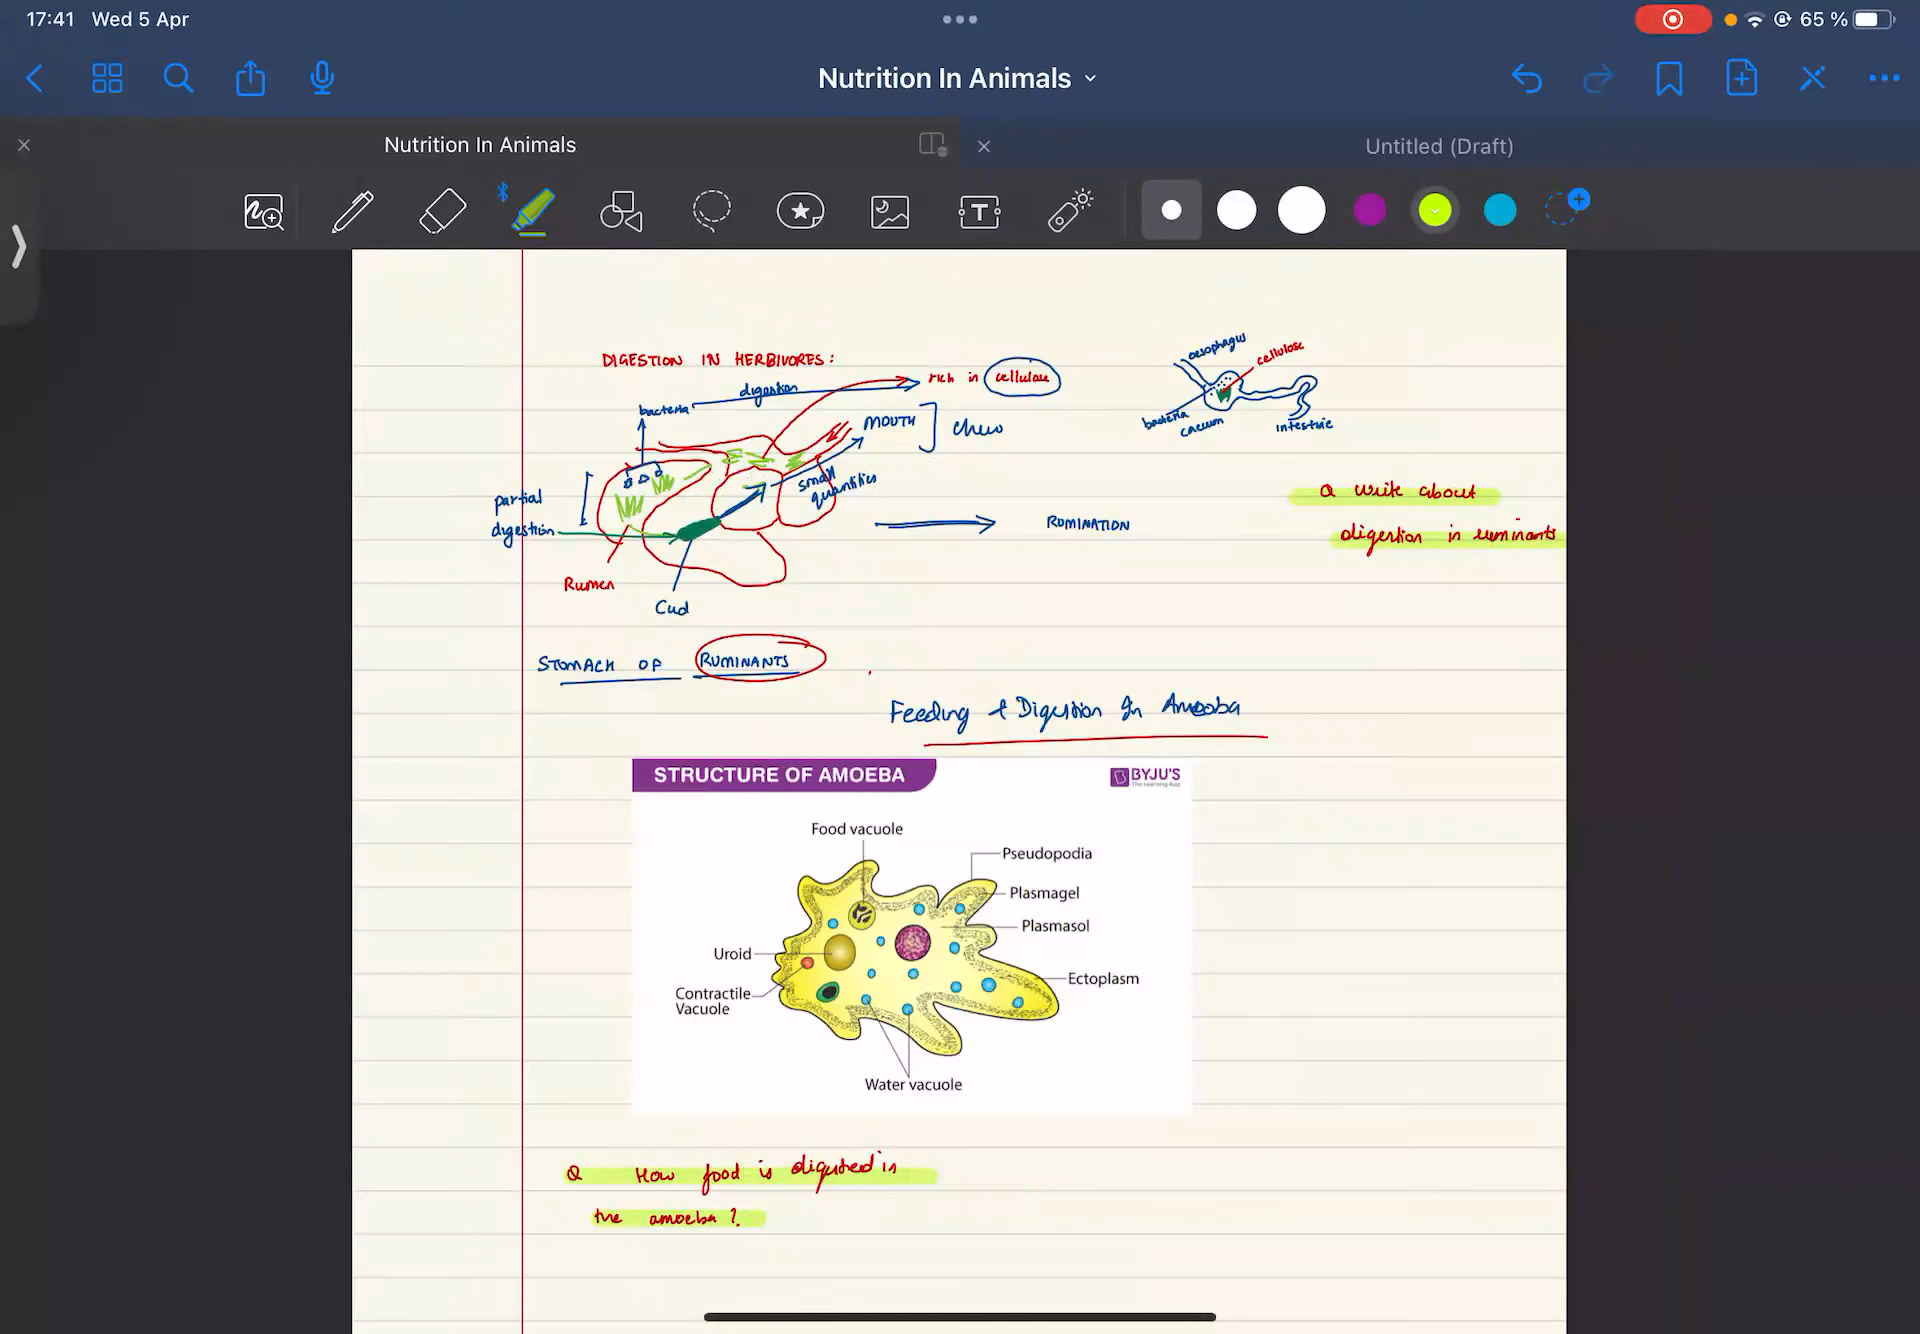 17:41 Wed 5 Apr
65 %
Nutrition In Animals
Nutrition In Animals
Untitled (Draft)
DIGESTION IN HERBIVORES:
rich in cellulose
digestion
bacteria
MOUTH
chew
small
quantities
partial
digestion
RUMINATION
Rumen
Cud
oesophagus
cellulose
bacteria
caecum
intestine
Q write about
digestion in ruminants
STOMACH OF RUMINANTS
Feeding & Digestion In Amoeba
STRUCTURE OF AMOEBA
BYJU'S
The Learning App
Food vacuole
Pseudopodia
Plasmagel
Plasmasol
Uroid
Ectoplasm
Contractile
Vacuole
Water vacuole
Q How food is digested in
the amoeba?